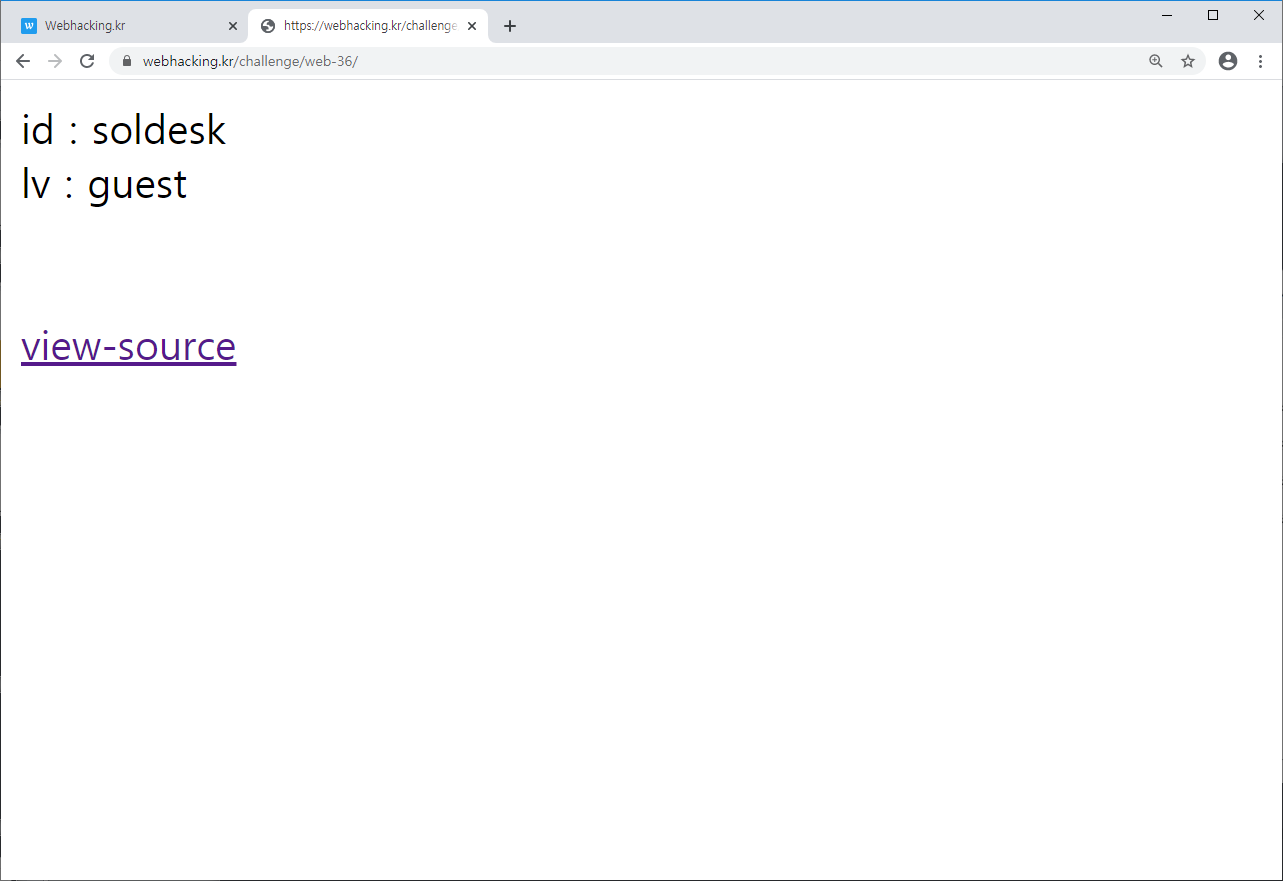 Webhacking.kr
https://webhacking.kr/challenge
webhacking.kr/challenge/web-36/
id : soldesk
lv : guest
view-source